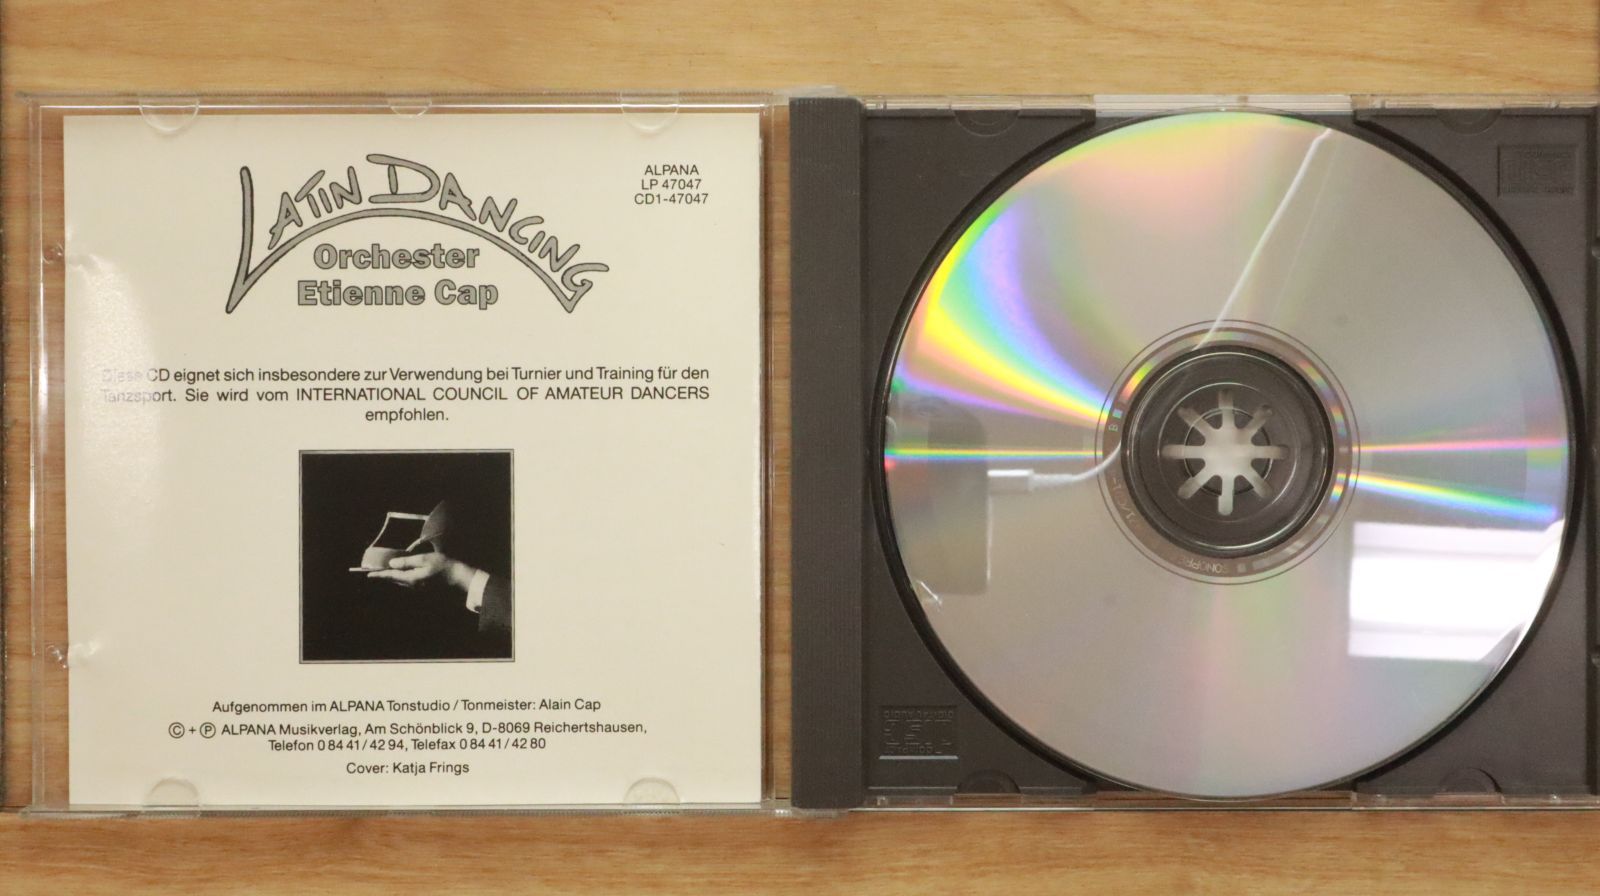 LATIN DANCING
Orchester
Etienne Cap
ALPANA
LP 47047
CD1-47047
Diese CD eignet sich insbesondere zur Verwendung bei Turnier und Training für den
Tanzsport. Sie wird vom INTERNATIONAL COUNCIL OF AMATEUR DANCERS
empfohlen.
Aufgenommen im ALPANA Tonstudio / Tonmeister: Alain Cap
© + ℗ ALPANA Musikverlag, Am Schönblick 9, D-8069 Reichertshausen,
Telefon 0 84 41 / 42 94, Telefax 0 84 41 / 42 80
Cover: Katja Frings